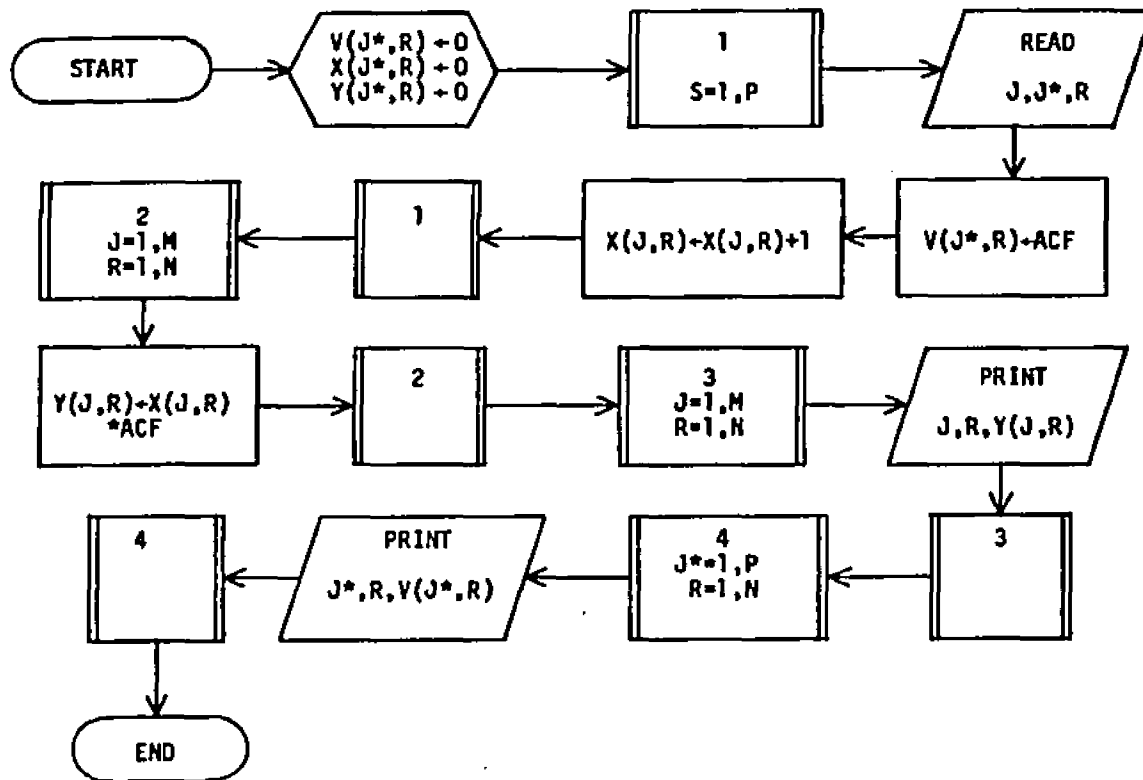 START
V(J*,R)←0
X(J*,R)←0
Y(J*,R)←0
1
S=1,P
READ
J,J*,R
V(J*,R)←ACF
X(J,R)←X(J,R)+1
1
2
J=1,M
R=1,N
Y(J,R)←X(J,R)
*ACF
2
3
J=1,M
R=1,N
PRINT
J,R,Y(J,R)
3
4
J*=1,P
R=1,N
PRINT
J*,R,V(J*,R)
4
END